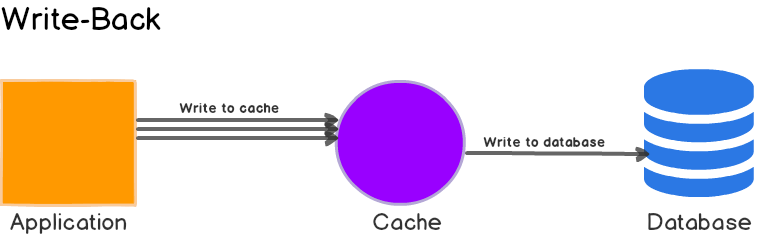 Write-Back
Write to cache
Write to database
Application
Cache
Database